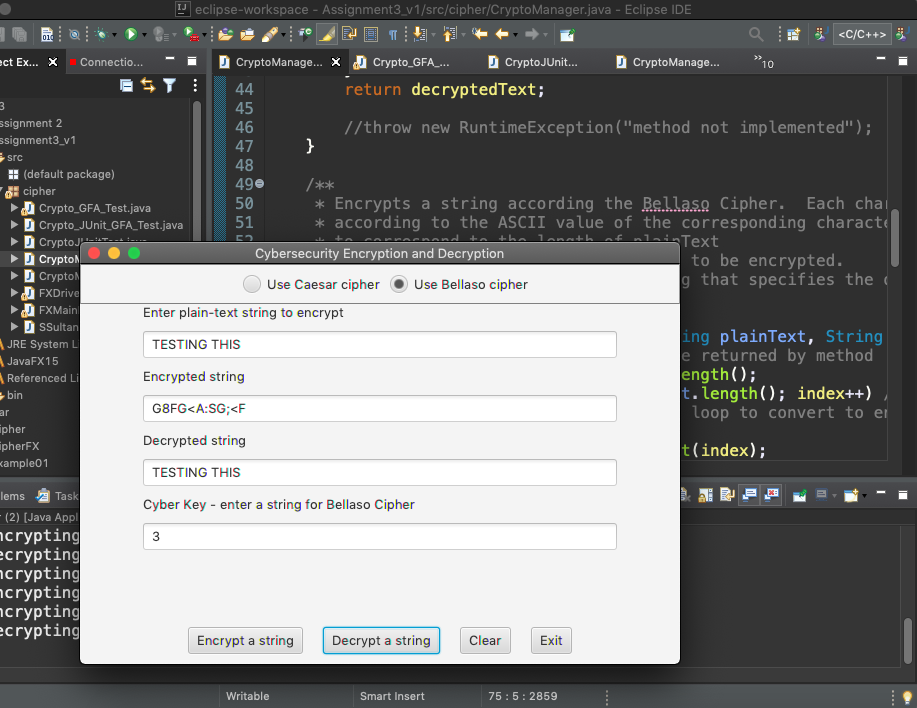 eclipse-workspace - Assignment3_v1/src/cipher/CryptoManager.java - Eclipse IDE
<C/C++>
ect Ex...
Connectio...
CryptoManage...
Crypto_GFA_...
CryptoJUnit...
CryptoManage...
»10
3
ssignment 2
ssignment3_v1
src
(default package)
cipher
Crypto_GFA_Test.java
Crypto_JUnit_GFA_Test.java
CryptoJUnitTest.java
CryptoM
CryptoM
FXDrive
FXMain
SSultan
JRE System L
JavaFX15
Referenced Li
bin
ar
ipher
ipherFX
xample01
44 return decryptedText;
45
46 //throw new RuntimeException("method not implemented");
47 }
48
49 /**
50 * Encrypts a string according the Bellaso Cipher.  Each char
51 * according to the ASCII value of the corresponding characte
52 * to correspond to the length of plainText
to be encrypted.
g that specifies the o
ing plainText, String
e returned by method
ength();
t.length(); index++) /
loop to convert to en
t(index);
Cybersecurity Encryption and Decryption
Use Caesar cipher
Use Bellaso cipher
Enter plain-text string to encrypt
TESTING THIS
Encrypted string
G8FG<A:SG;<F
Decrypted string
TESTING THIS
Cyber Key - enter a string for Bellaso Cipher
3
Encrypt a string
Decrypt a string
Clear
Exit
lems
Task
r (2) [Java Appl
ncrypting
ecrypting
ncrypting
ecrypting
ncrypting
ecrypting
Writable
Smart Insert
75 : 5 : 2859